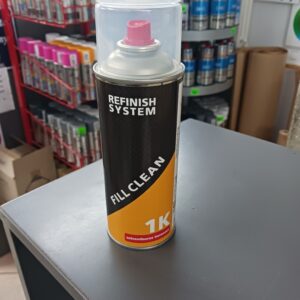 REFINISH
SYSTEM
FILL CLEAN
1K